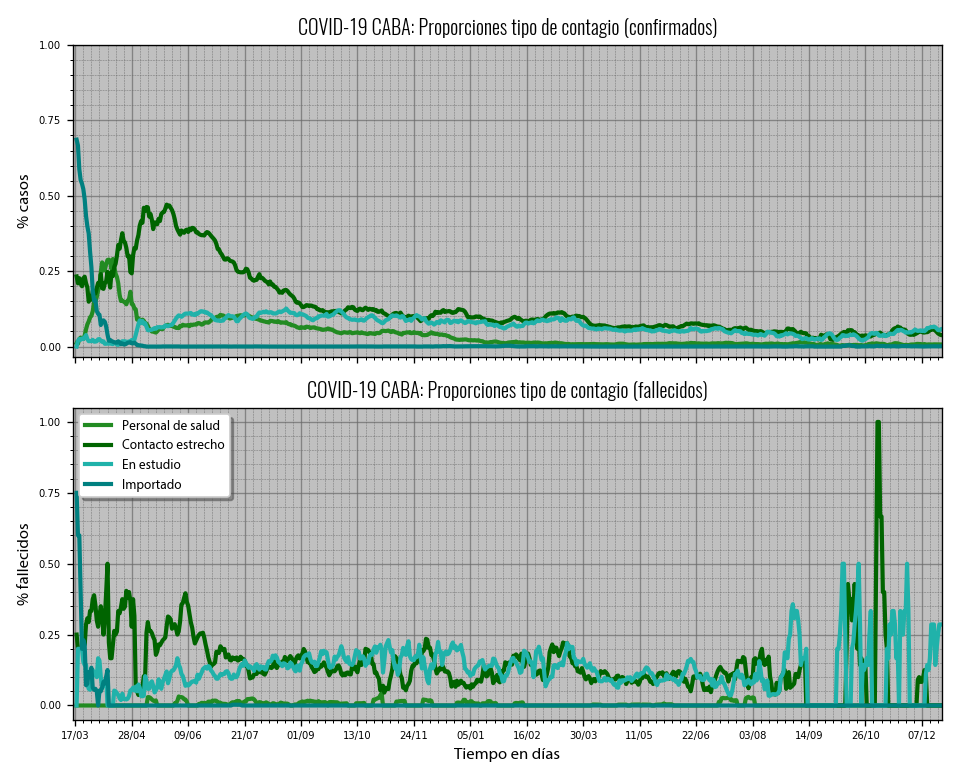 COVID-19 CABA: Proporciones tipo de contagio (confirmados)
1.00
0.75
0.50
0.25
0.00
% casos
COVID-19 CABA: Proporciones tipo de contagio (fallecidos)
1.00
0.75
0.50
0.25
0.00
% fallecidos
Personal de salud
Contacto estrecho
En estudio
Importado
17/03 28/04 09/06 21/07 01/09 13/10 24/11 05/01 16/02 30/03 11/05 22/06 03/08 14/09 26/10 07/12
Tiempo en días